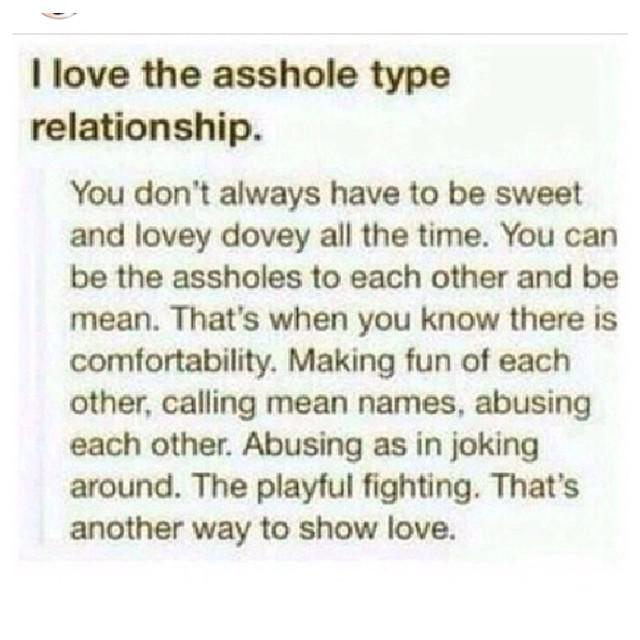 I love the asshole type
relationship.
You don't always have to be sweet
and lovey dovey all the time. You can
be the assholes to each other and be
mean. That's when you know there is
comfortability. Making fun of each
other, calling mean names, abusing
each other. Abusing as in joking
around. The playful fighting. That's
another way to show love.